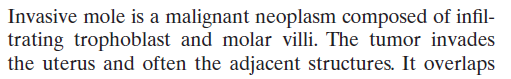 Invasive mole is a malignant neoplasm composed of infil-
trating trophoblast and molar villi. The tumor invades
the uterus and often the adjacent structures. It overlaps